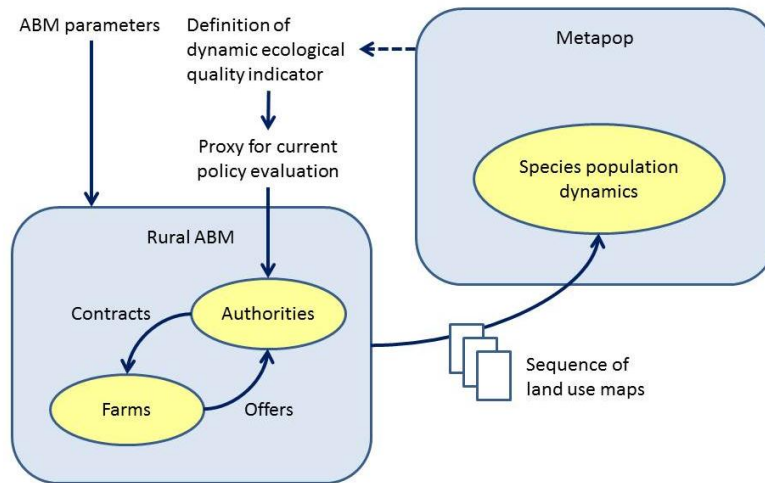 ABM parameters
Definition of
dynamic ecological
quality indicator
Metapop
Proxy for current
policy evaluation
Species population
dynamics
Rural ABM
Contracts
Authorities
Farms
Offers
Sequence of
land use maps